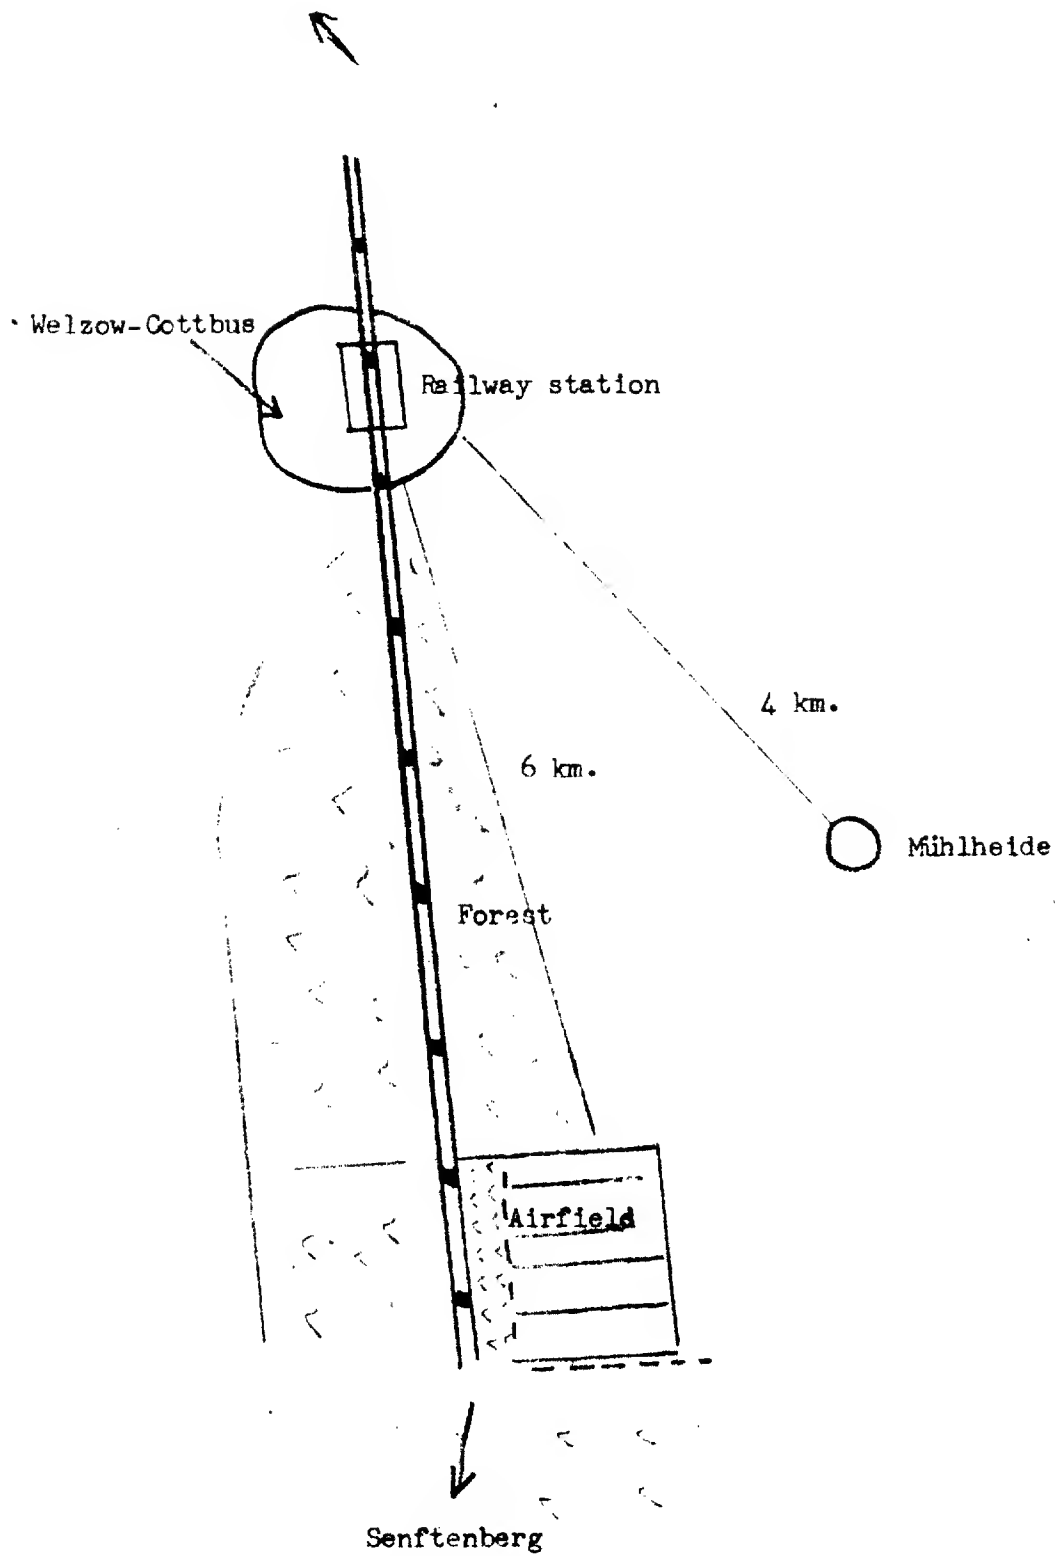 Welzow-Cottbus
Railway station
4 km.
6 km.
Mühlheide
Forest
Airfield
Senftenberg